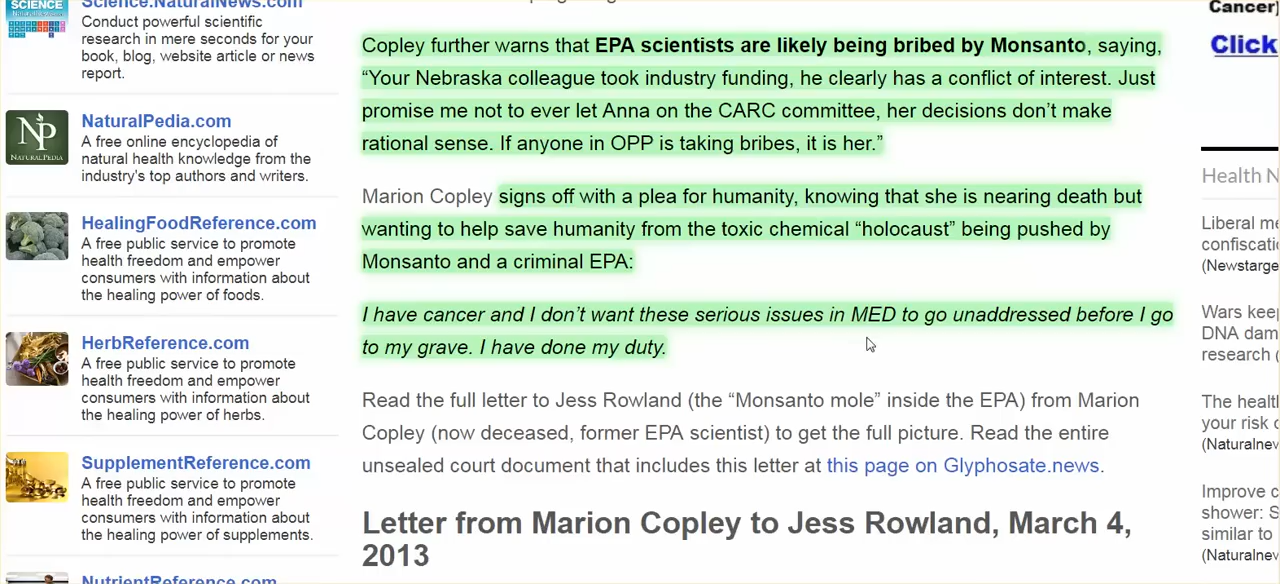 Science.NaturalNews.com
Conduct powerful scientific
research in mere seconds for your
book, blog, website article or news
report.
NaturalPedia.com
A free online encyclopedia of
natural health knowledge from the
industry's top authors and writers.
HealingFoodReference.com
A free public service to promote
health freedom and empower
consumers with information about
the healing power of foods.
HerbReference.com
A free public service to promote
health freedom and empower
consumers with information about
the healing power of herbs.
SupplementReference.com
A free public service to promote
health freedom and empower
consumers with information about
the healing power of supplements.
NutrientReference.com
SCIENCE
NP
NATURALPEDIA
Copley further warns that EPA scientists are likely being bribed by Monsanto, saying,
“Your Nebraska colleague took industry funding, he clearly has a conflict of interest. Just
promise me not to ever let Anna on the CARC committee, her decisions don’t make
rational sense. If anyone in OPP is taking bribes, it is her.”
Marion Copley signs off with a plea for humanity, knowing that she is nearing death but
wanting to help save humanity from the toxic chemical “holocaust” being pushed by
Monsanto and a criminal EPA:
I have cancer and I don’t want these serious issues in MED to go unaddressed before I go
to my grave. I have done my duty.
Read the full letter to Jess Rowland (the “Monsanto mole” inside the EPA) from Marion
Copley (now deceased, former EPA scientist) to get the full picture. Read the entire
unsealed court document that includes this letter at this page on Glyphosate.news.
Letter from Marion Copley to Jess Rowland, March 4,
2013
Cancer)
Click
Health N
Liberal me
confiscati
(Newstarge
Wars keep
DNA dam
research (
The healt
your risk o
(Naturalnev
Improve c
shower: S
similar to
(Naturalnev